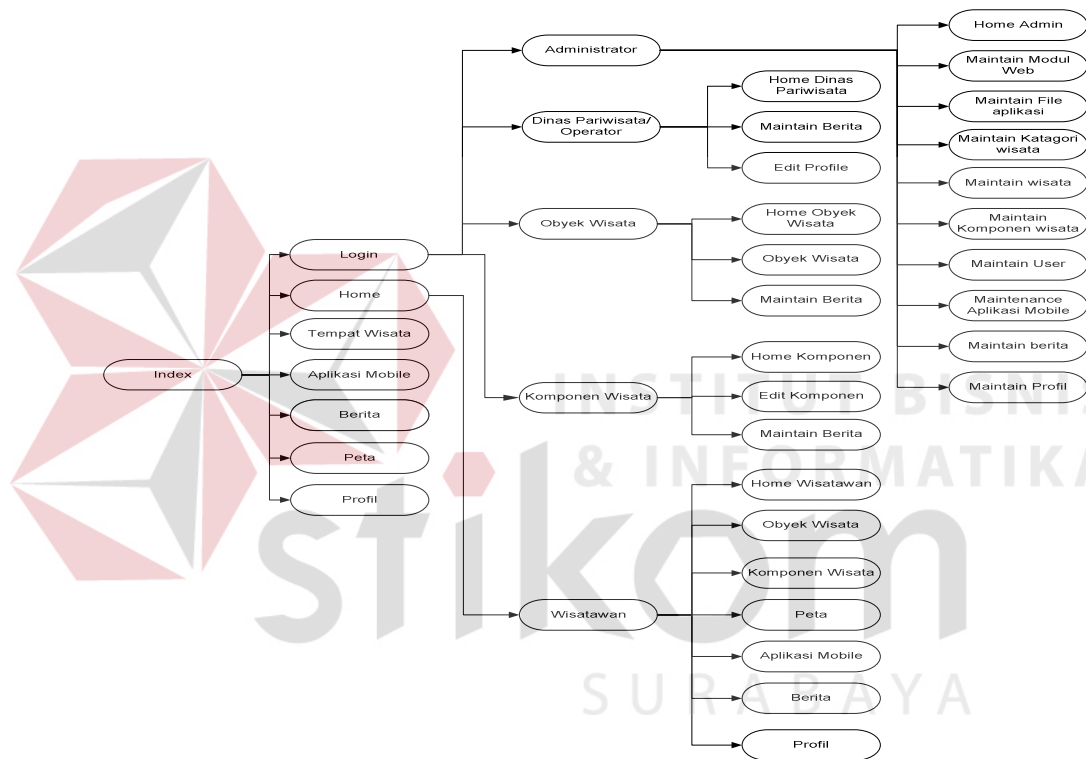 Index
Login
Home
Tempat Wisata
Aplikasi Mobile
Berita
Peta
Profil
Administrator
Dinas Pariwisata/
Operator
Obyek Wisata
Komponen Wisata
Wisatawan
Home Dinas
Pariwisata
Maintain Berita
Edit Profile
Home Obyek
Wisata
Obyek Wisata
Maintain Berita
Home Komponen
Edit Komponen
Maintain Berita
Home Wisatawan
Obyek Wisata
Komponen Wisata
Peta
Aplikasi Mobile
Berita
Profil
Home Admin
Maintain Modul
Web
Maintain File
aplikasi
Maintain Katagori
wisata
Maintain wisata
Maintain
Komponen wisata
Maintain User
Maintenance
Aplikasi Mobile
Maintain berita
Maintain Profil
INSTITUT BISNIS
& INFORMATIKA
stikom
SURABAYA